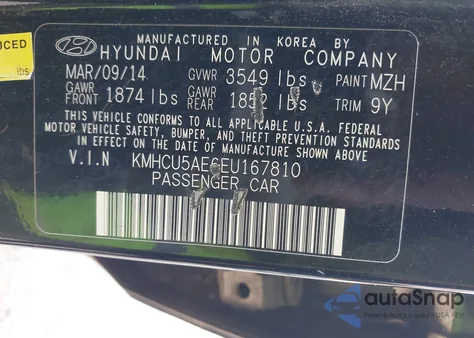 UCED
lbs
MANUFACTURED IN KOREA BY
HYUNDAI MOTOR COMPANY
MAR/09/14 GVWR 3549 lbs PAINT MZH
GAWR FRONT 1874 lbs GAWR REAR lbs TRIM 9Y
THIS VEHICLE CONFORMS TO ALL APPLICABLE U.S.A. FEDERAL
MOTOR VEHICLE SAFETY, BUMPER, AND THEFT PREVENTION
STANDARDS IN EFFECT ON THE DATE OF MANUFACTURE SHOWN ABOVE.
V.I.N KMHCU5AE6EU167810
PASSENGER CAR
autoSnap